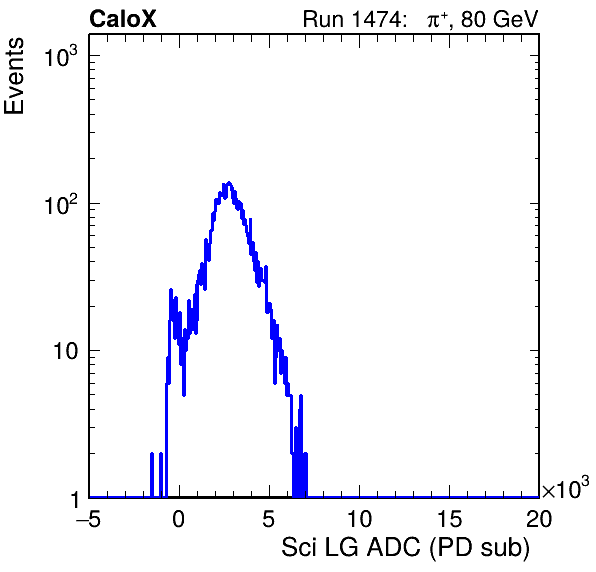 CaloX Run 1474: π⁺, 80 GeV
Events
10³
10²
10
1
−5 0 5 10 15 20 ×10³
Sci LG ADC (PD sub)